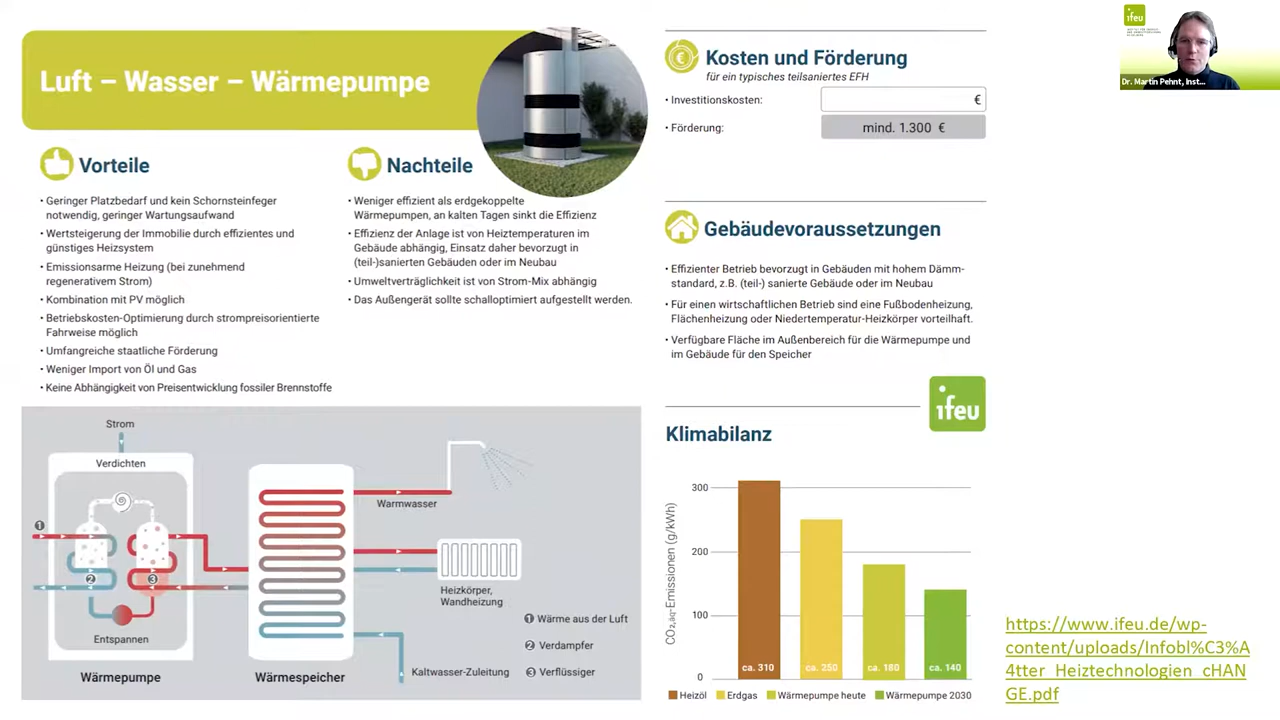 Luft – Wasser – Wärmepumpe
Vorteile
• Geringer Platzbedarf und kein Schornsteinfeger
notwendig, geringer Wartungsaufwand
• Wertsteigerung der Immobilie durch effizientes und
günstiges Heizsystem
• Emissionsarme Heizung (bei zunehmend
regenerativem Strom)
• Kombination mit PV möglich
• Betriebskosten-Optimierung durch strompreisorientierte
Fahrweise möglich
• Umfangreiche staatliche Förderung
• Weniger Import von Öl und Gas
• Keine Abhängigkeit von Preisentwicklung fossiler Brennstoffe
Nachteile
• Weniger effizient als erdgekoppelte
Wärmepumpen, an kalten Tagen sinkt die Effizienz
• Effizienz der Anlage ist von Heiztemperaturen im
Gebäude abhängig, Einsatz daher bevorzugt in
(teil-)sanierten Gebäuden oder im Neubau
• Umweltverträglichkeit ist von Strom-Mix abhängig
• Das Außengerät sollte schalloptimiert aufgestellt werden.
Strom
Verdichten
1
2
3
Entspannen
Wärmepumpe
Wärmespeicher
Warmwasser
Heizkörper,
Wandheizung
Kaltwasser-Zuleitung
1 Wärme aus der Luft
2 Verdampfer
3 Verflüssiger
€
Kosten und Förderung
für ein typisches teilsaniertes EFH
• Investitionskosten: €
• Förderung: mind. 1.300 €
Gebäudevoraussetzungen
• Effizienter Betrieb bevorzugt in Gebäuden mit hohem Dämm-
standard, z.B. (teil-) sanierte Gebäude oder im Neubau
• Für einen wirtschaftlichen Betrieb sind eine Fußbodenheizung,
Flächenheizung oder Niedertemperatur-Heizkörper vorteilhaft.
• Verfügbare Fläche im Außenbereich für die Wärmepumpe und
im Gebäude für den Speicher
ifeu
Klimabilanz
CO₂,äq-Emissionen (g/kWh)
300
200
100
0
ca. 310
ca. 250
ca. 180
ca. 140
Heizöl Erdgas Wärmepumpe heute Wärmepumpe 2030
ifeu
Dr. Martin Pehnt, Inst...
https://www.ifeu.de/wp-
content/uploads/Infobl%C3%A
4tter_Heiztechnologien_cHAN
GE.pdf